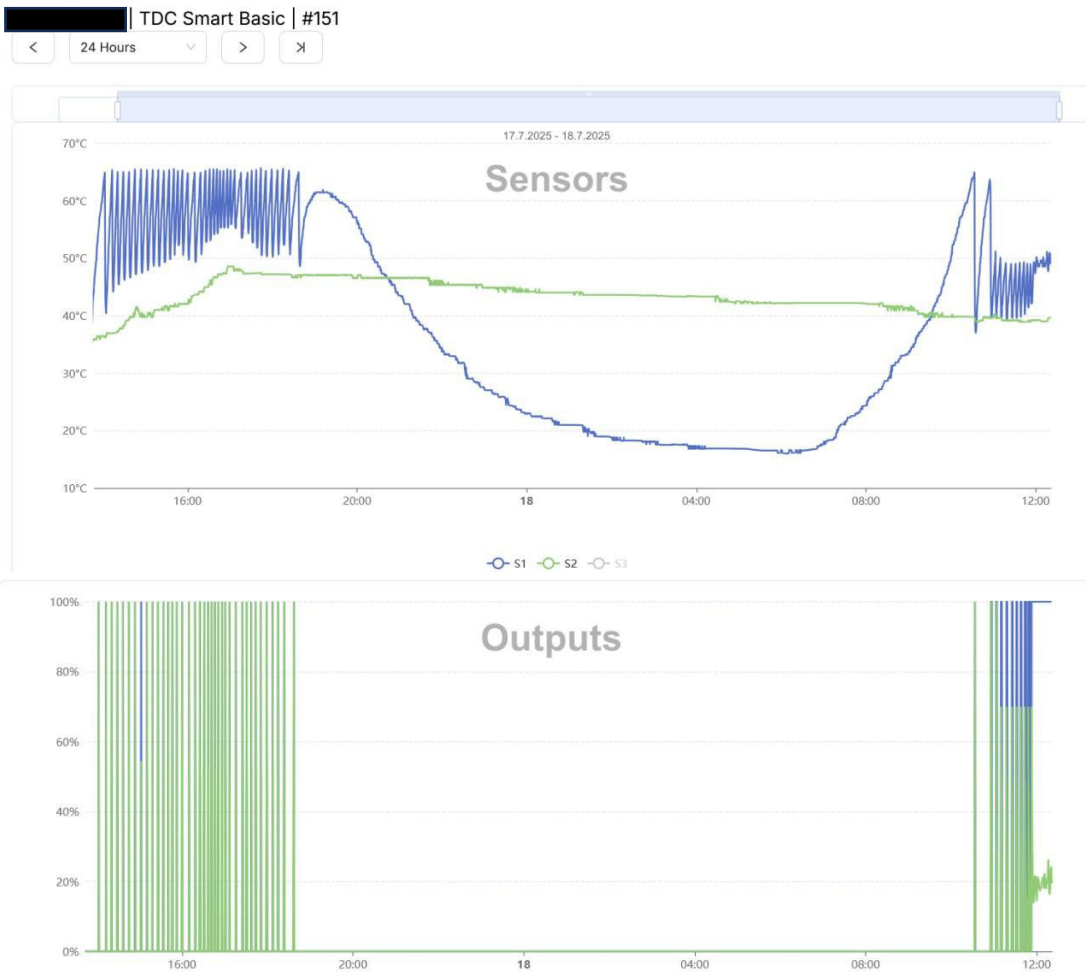 | TDC Smart Basic | #151
< 24 Hours > >|
17.7.2025 - 18.7.2025
Sensors
70°C
60°C
50°C
40°C
30°C
20°C
10°C
16:00 20:00 18 04:00 08:00 12:00
S1 S2 S3
Outputs
100%
80%
60%
40%
20%
0%
16:00 20:00 18 04:00 08:00 12:00